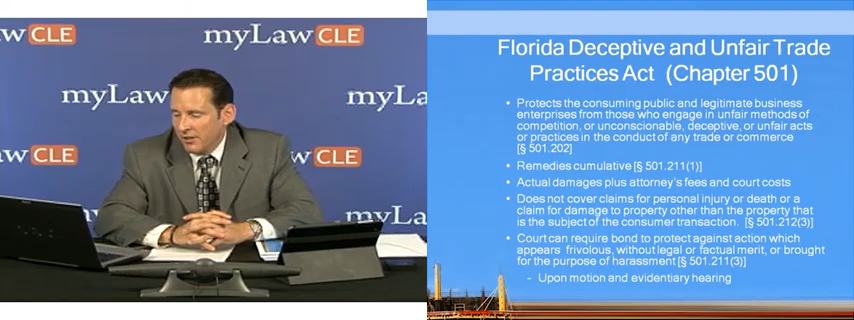 w CLE
myLaw CLE
myLaw
myLa
CLE
w CLE
myLaw
Florida Deceptive and Unfair Trade
Practices Act (Chapter 501)
• Protects the consuming public and legitimate business
enterprises from those who engage in unfair methods of
competition, or unconscionable, deceptive, or unfair acts
or practices in the conduct of any trade or commerce
[§ 501.202]
• Remedies cumulative [§ 501.211(1)]
• Actual damages plus attorney's fees and court costs
• Does not cover claims for personal injury or death or a
claim for damage to property other than the property that
is the subject of the consumer transaction. [§ 501.212(3)]
• Court can require bond to protect against action which
appears frivolous, without legal or factual merit, or brought
for the purpose of harassment [§ 501.211(3)]
- Upon motion and evidentiary hearing